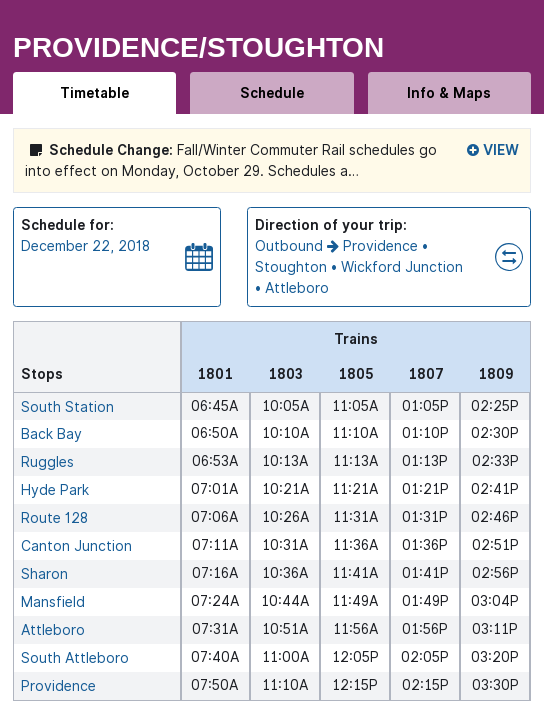 PROVIDENCE/STOUGHTON
Timetable Schedule Info & Maps
Schedule Change: Fall/Winter Commuter Rail schedules go
into effect on Monday, October 29. Schedules a...
VIEW
Schedule for:
December 22, 2018
Direction of your trip:
Outbound → Providence •
Stoughton • Wickford Junction
• Attleboro
Trains
Stops 1801 1803 1805 1807 1809
South Station 06:45A 10:05A 11:05A 01:05P 02:25P
Back Bay 06:50A 10:10A 11:10A 01:10P 02:30P
Ruggles 06:53A 10:13A 11:13A 01:13P 02:33P
Hyde Park 07:01A 10:21A 11:21A 01:21P 02:41P
Route 128 07:06A 10:26A 11:31A 01:31P 02:46P
Canton Junction 07:11A 10:31A 11:36A 01:36P 02:51P
Sharon 07:16A 10:36A 11:41A 01:41P 02:56P
Mansfield 07:24A 10:44A 11:49A 01:49P 03:04P
Attleboro 07:31A 10:51A 11:56A 01:56P 03:11P
South Attleboro 07:40A 11:00A 12:05P 02:05P 03:20P
Providence 07:50A 11:10A 12:15P 02:15P 03:30P